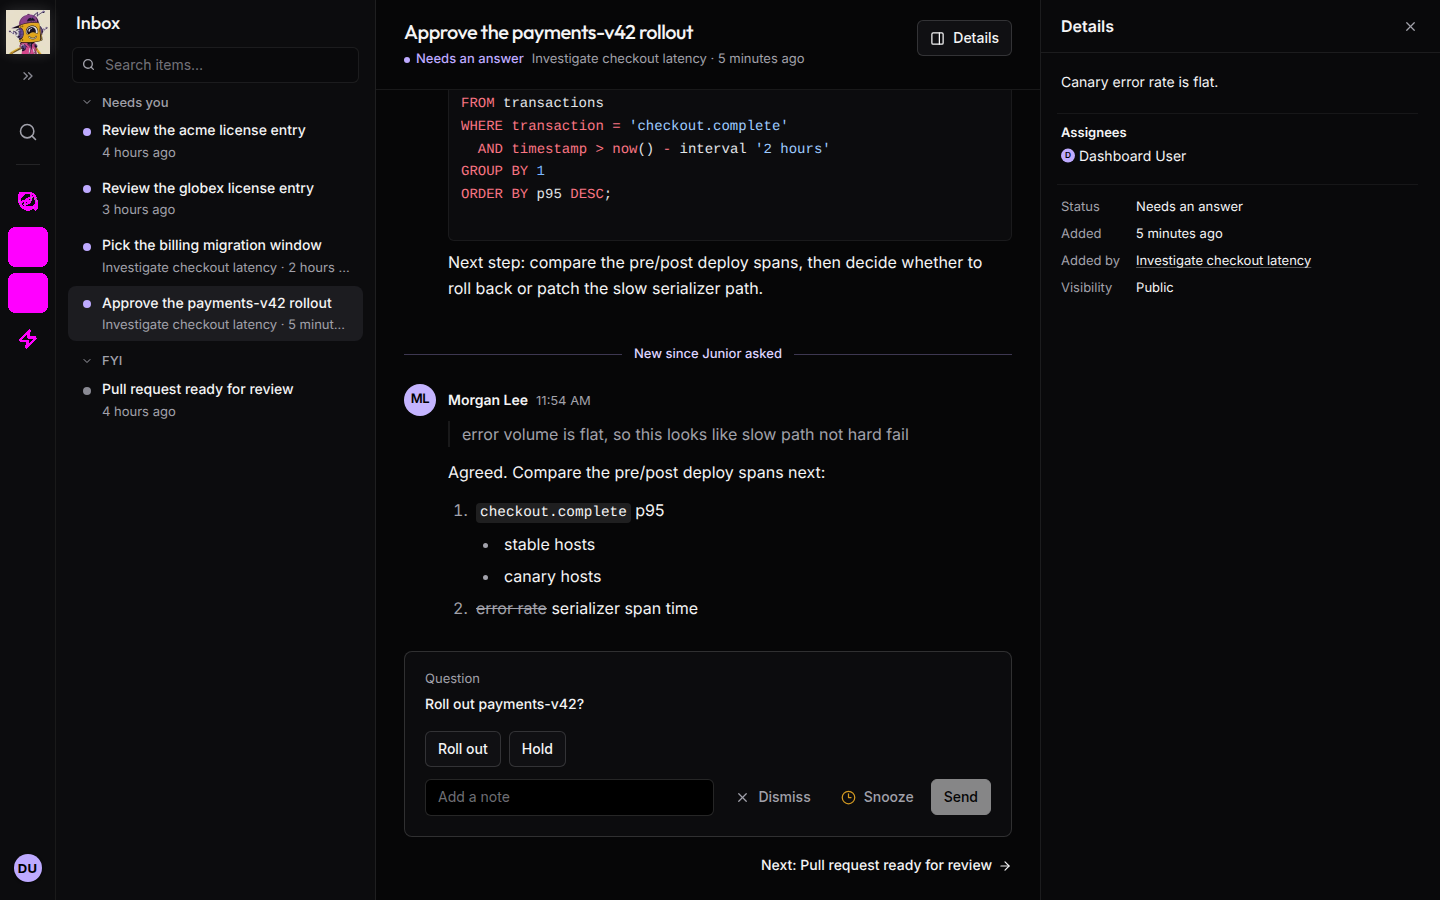 Inbox
Search items...
Needs you
Review the acme license entry
4 hours ago
Review the globex license entry
3 hours ago
Pick the billing migration window
Investigate checkout latency · 2 hours ...
Approve the payments-v42 rollout
Investigate checkout latency · 5 minut...
FYI
Pull request ready for review
4 hours ago
DU
Approve the payments-v42 rollout
Needs an answer Investigate checkout latency · 5 minutes ago
Details
FROM transactions
WHERE transaction = 'checkout.complete'
AND timestamp > now() - interval '2 hours'
GROUP BY 1
ORDER BY p95 DESC;
Next step: compare the pre/post deploy spans, then decide whether to
roll back or patch the slow serializer path.
New since Junior asked
ML Morgan Lee 11:54 AM
error volume is flat, so this looks like slow path not hard fail
Agreed. Compare the pre/post deploy spans next:
1. checkout.complete p95
• stable hosts
• canary hosts
2. error rate serializer span time
Question
Roll out payments-v42?
Roll out Hold
Add a note Dismiss Snooze Send
Next: Pull request ready for review →
Details
Canary error rate is flat.
Assignees
D Dashboard User
Status Needs an answer
Added 5 minutes ago
Added by Investigate checkout latency
Visibility Public